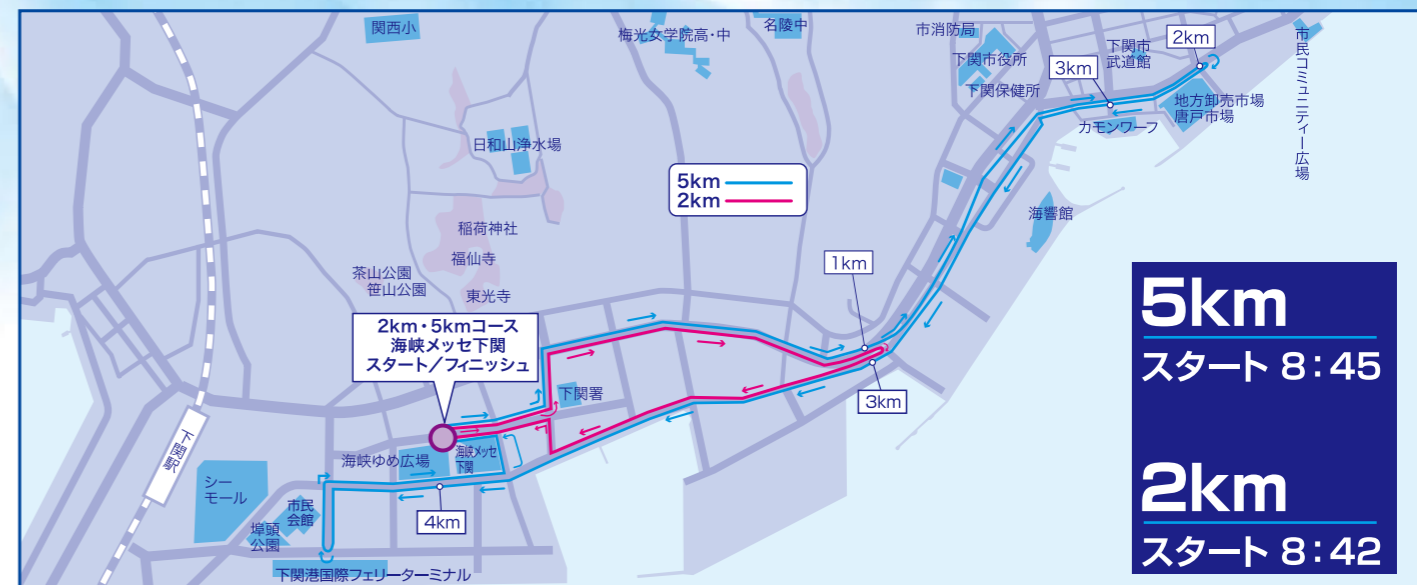 関西小
梅光女学院高・中
名陵中
市消防局
下関市役所
下関保健所
下関市
武道館
2km
3km
地方卸売市場
唐戸市場
カモンワーフ
市民コミュニティー広場
日和山浄水場
5km
2km
海響館
稲荷神社
福仙寺
茶山公園
笹山公園
東光寺
1km
2km・5kmコース
海峡メッセ下関
スタート／フィニッシュ
下関署
3km
下関駅
海峡ゆめ広場
海峡メッセ
下関
シー
モール
市民
会館
埠頭
公園
4km
下関港国際フェリーターミナル
5km
スタート 8:45
2km
スタート 8:42